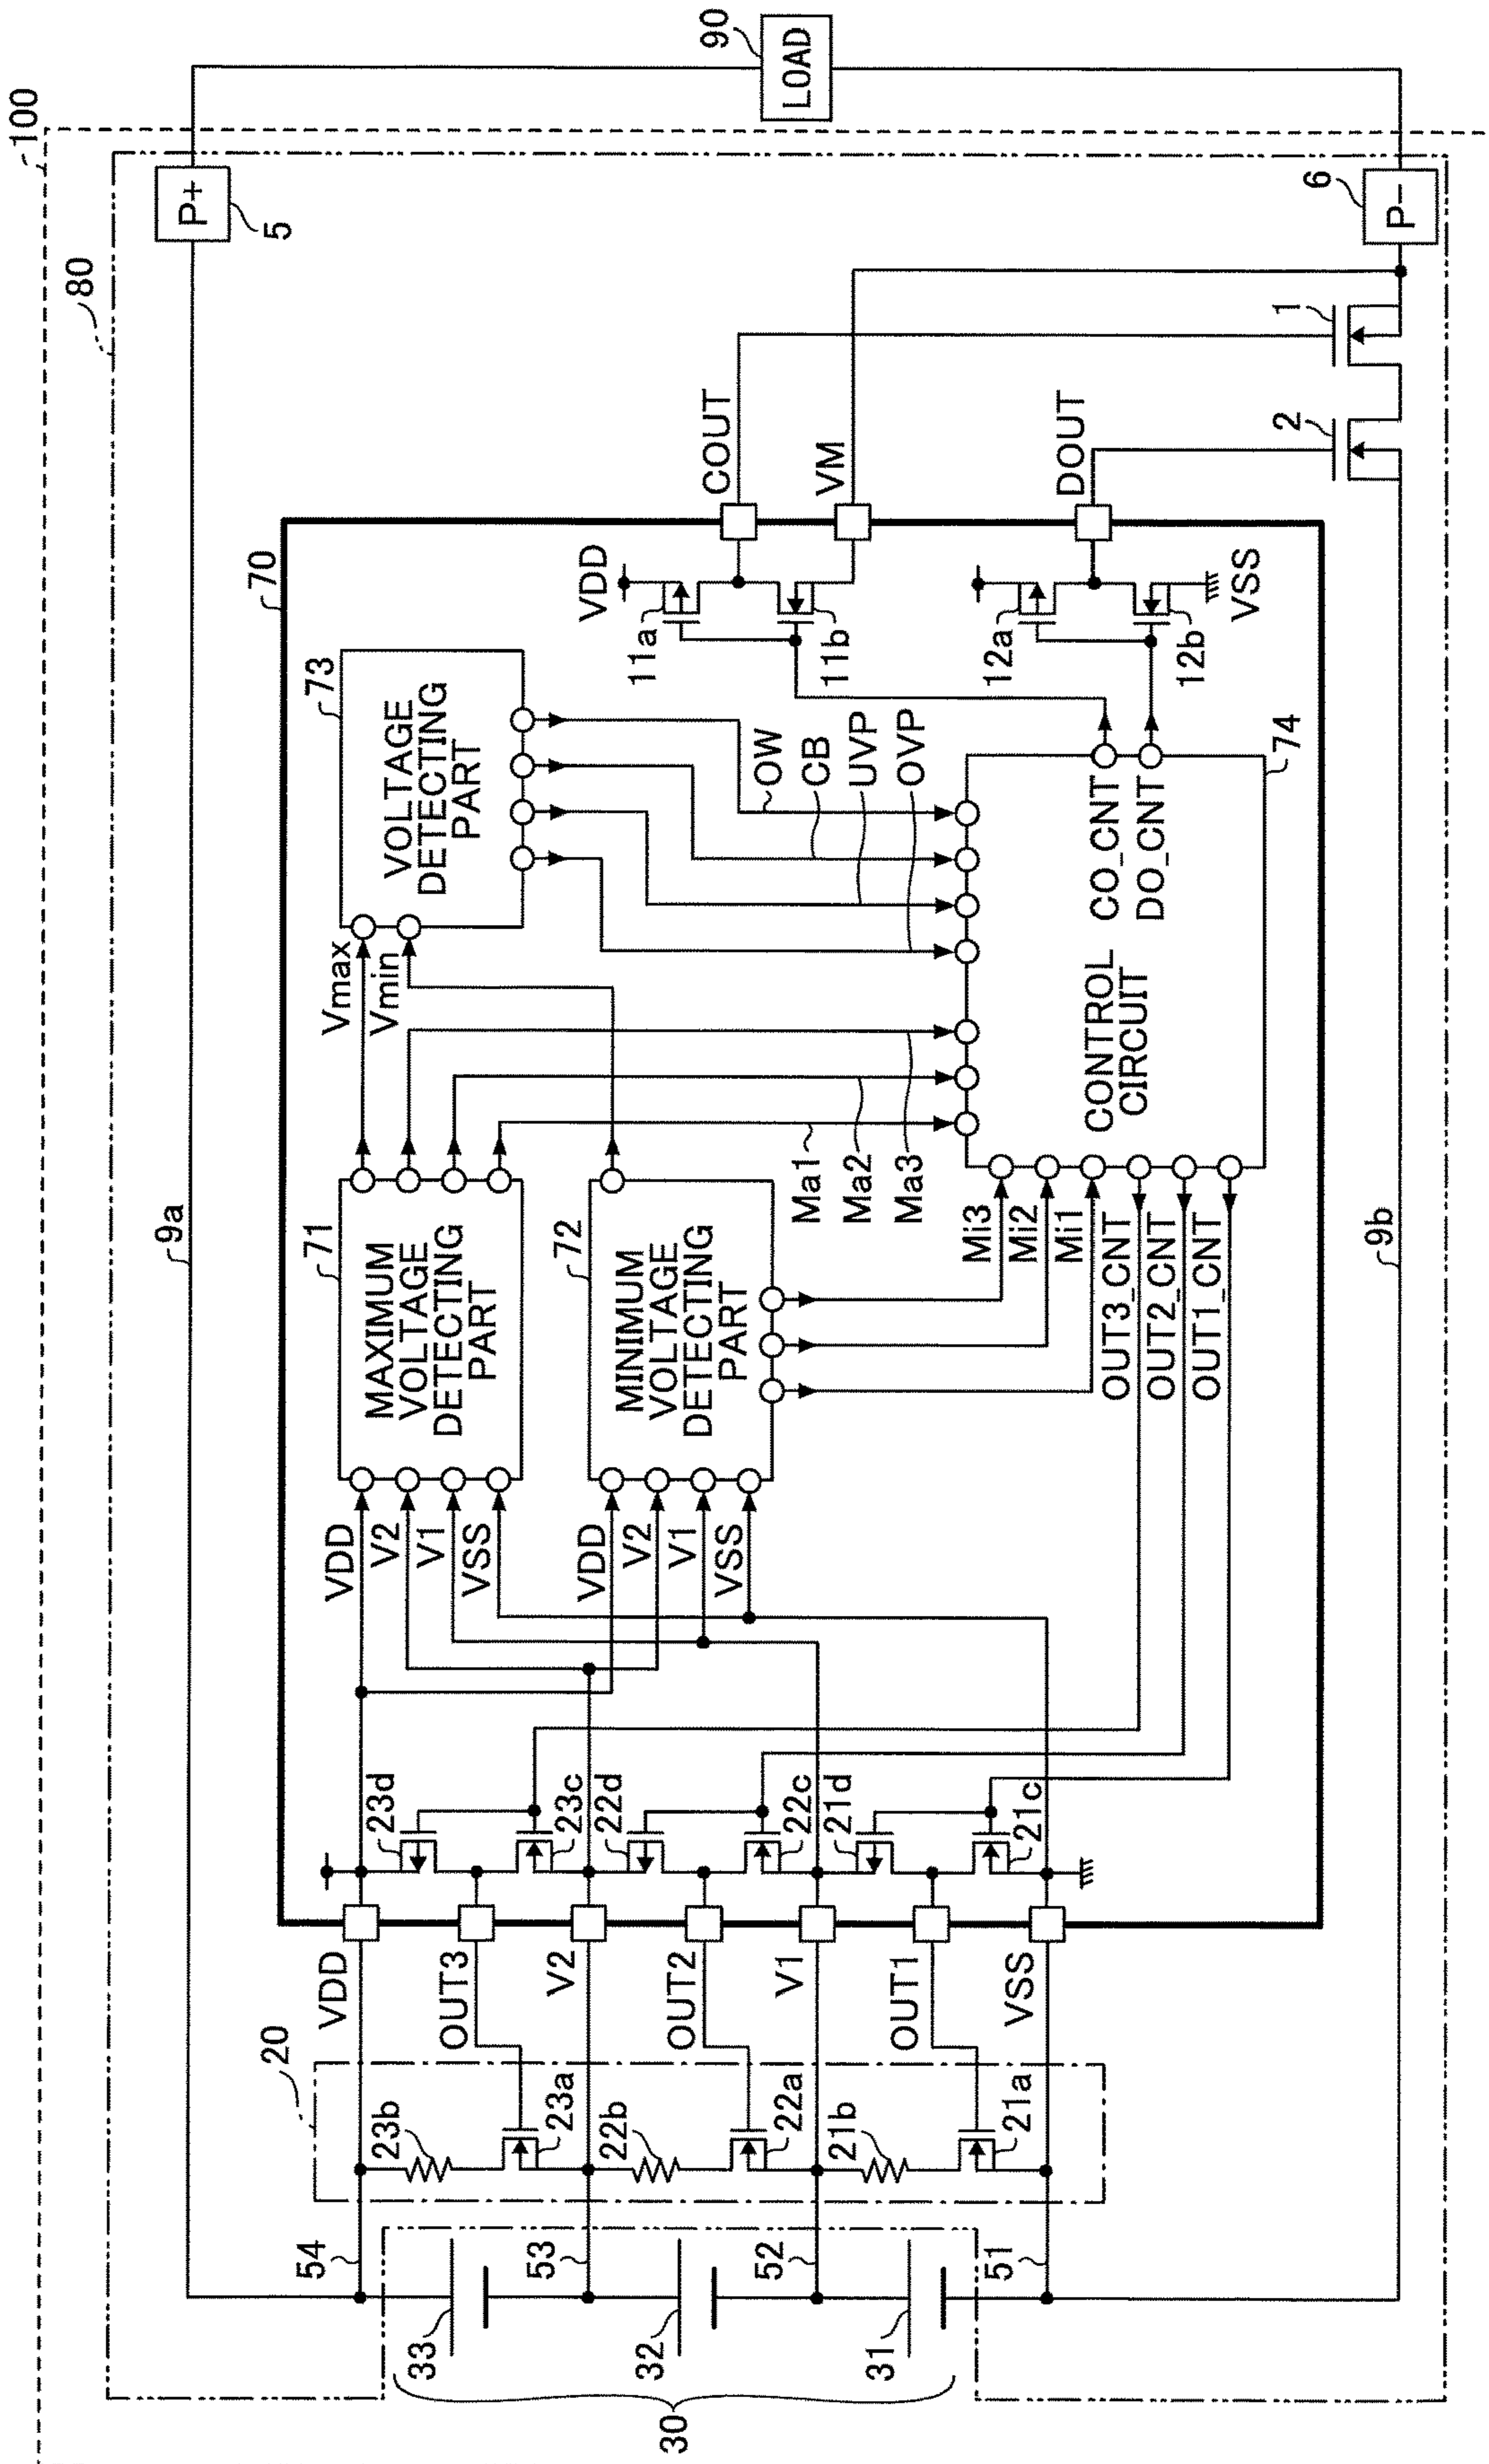 100
80
P+
5
90
LOAD
6
P-
9a
70
73
VOLTAGE
DETECTING
PART
Vmax
Vmin
71
MAXIMUM
VOLTAGE
DETECTING
PART
72
MINIMUM
VOLTAGE
DETECTING
PART
VDD
V2
V1
VSS
VDD
V2
V1
VSS
OW
CB
UVP
OVP
Ma1
Ma2
Ma3
Mi3
Mi2
Mi1
OUT3_CNT
OUT2_CNT
OUT1_CNT
CONTROL
CIRCUIT
CO_CNT
DO_CNT
74
VDD
11a
11b
12a
12b
VSS
COUT
VM
DOUT
1
2
23d
23c
22d
22c
21d
21c
VDD
OUT3
V2
OUT2
V1
OUT1
VSS
20
23b
23a
22b
22a
21b
21a
54
53
52
51
33
32
31
30
9b